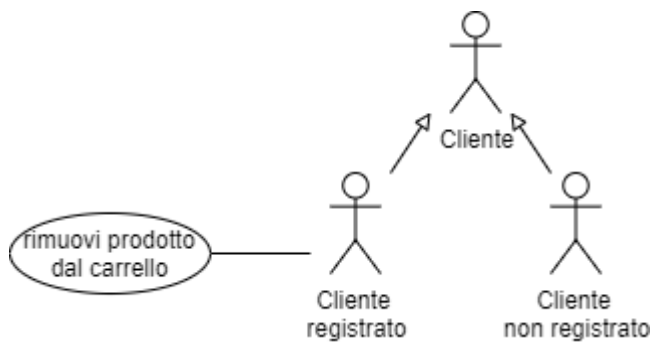 Cliente
rimuovi prodotto
dal carrello
Cliente
registrato
Cliente
non registrato